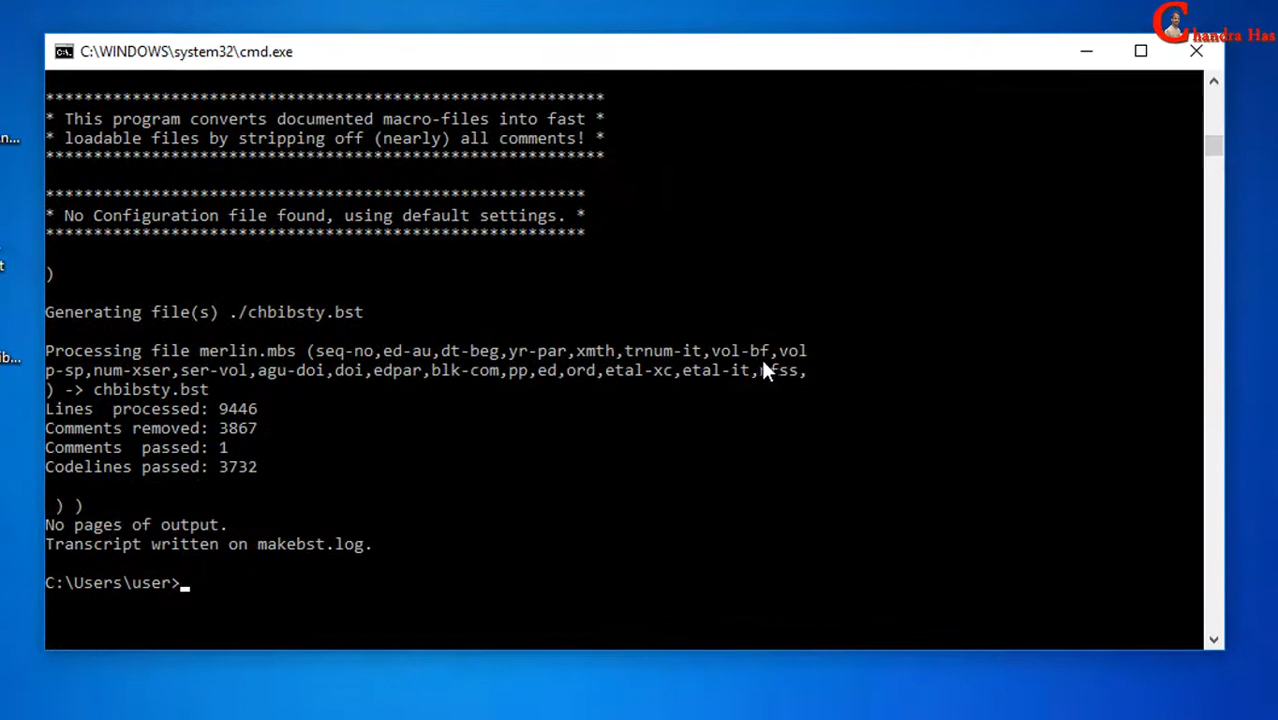 Chandra Has
C:\WINDOWS\system32\cmd.exe
**********************************************************
* This program converts documented macro-files into fast *
* loadable files by stripping off (nearly) all comments! *
**********************************************************
********************************************************
* No Configuration file found, using default settings. *
********************************************************
)
Generating file(s) ./chbibsty.bst
Processing file merlin.mbs (seq-no,ed-au,dt-beg,yr-par,xmth,trnum-it,vol-bf,vol
p-sp,num-xser,ser-vol,agu-doi,doi,edpar,blk-com,pp,ed,ord,etal-xc,etal-it,nfss,
) -> chbibsty.bst
Lines  processed: 9446
Comments removed: 3867
Comments  passed: 1
Codelines passed: 3732
) )
No pages of output.
Transcript written on makebst.log.
C:\Users\user>